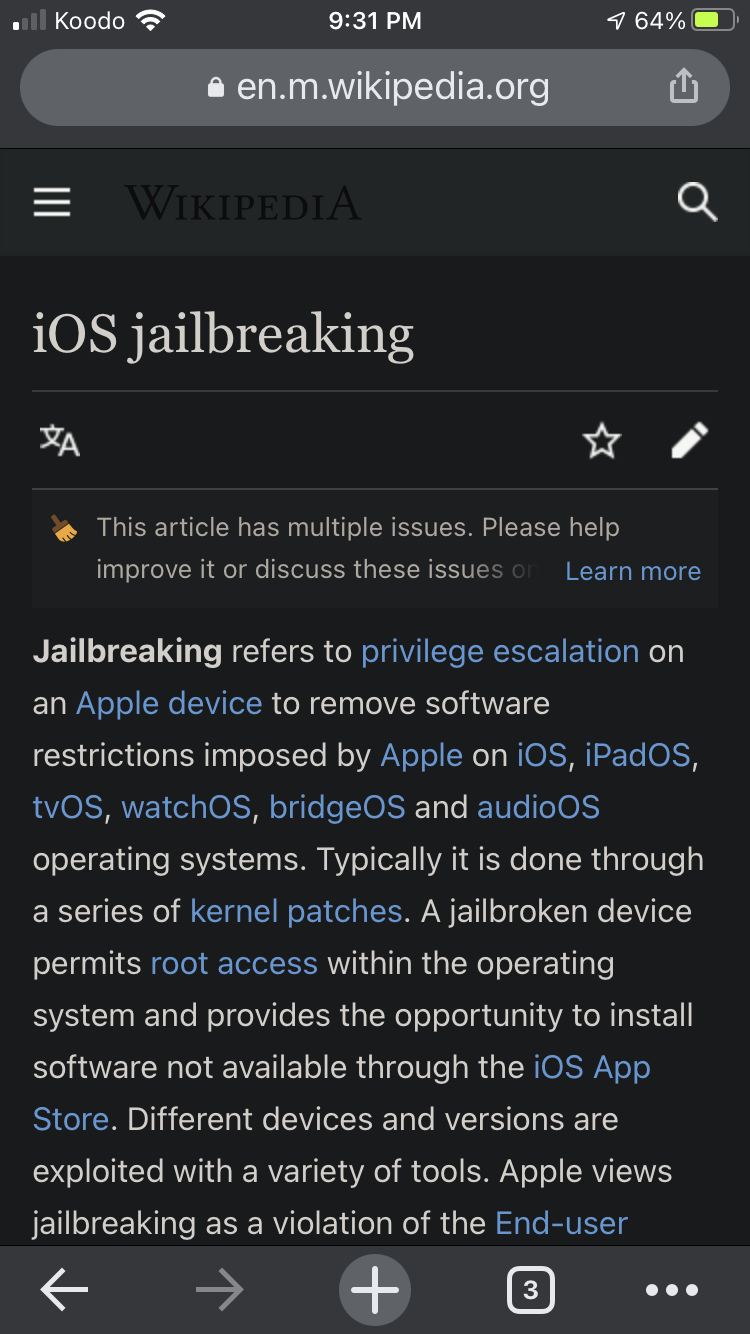 Koodo 9:31 PM 64%
en.m.wikipedia.org
WIKIPEDIA
iOS jailbreaking
文A
This article has multiple issues. Please help
improve it or discuss these issues on Learn more
Jailbreaking refers to privilege escalation on
an Apple device to remove software
restrictions imposed by Apple on iOS, iPadOS,
tvOS, watchOS, bridgeOS and audioOS
operating systems. Typically it is done through
a series of kernel patches. A jailbroken device
permits root access within the operating
system and provides the opportunity to install
software not available through the iOS App
Store. Different devices and versions are
exploited with a variety of tools. Apple views
jailbreaking as a violation of the End-user
3